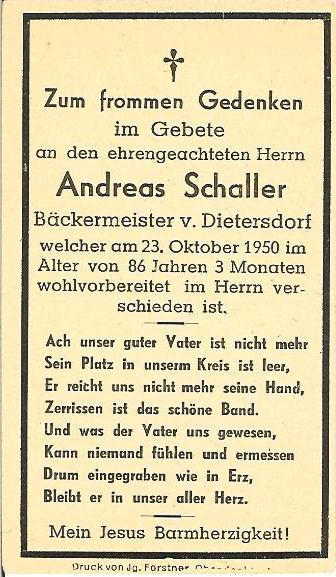 Zum frommen Gedenken
im Gebete
an den ehrengeachteten Herrn
Andreas Schaller
Bäckermeister v. Dietersdorf
welcher am 23. Oktober 1950 im
Alter von 86 Jahren 3 Monaten
wohlvorbereitet im Herrn ver-
schieden ist.
Ach unser guter Vater ist nicht mehr
Sein Platz in unserm Kreis ist leer,
Er reicht uns nicht mehr seine Hand,
Zerrissen ist das schöne Band.
Und was der Vater uns gewesen,
Kann niemand fühlen und ermessen
Drum eingegraben wie in Erz,
Bleibt er in unser aller Herz.
Mein Jesus Barmherzigkeit!
Druck von Jg. Forstner,